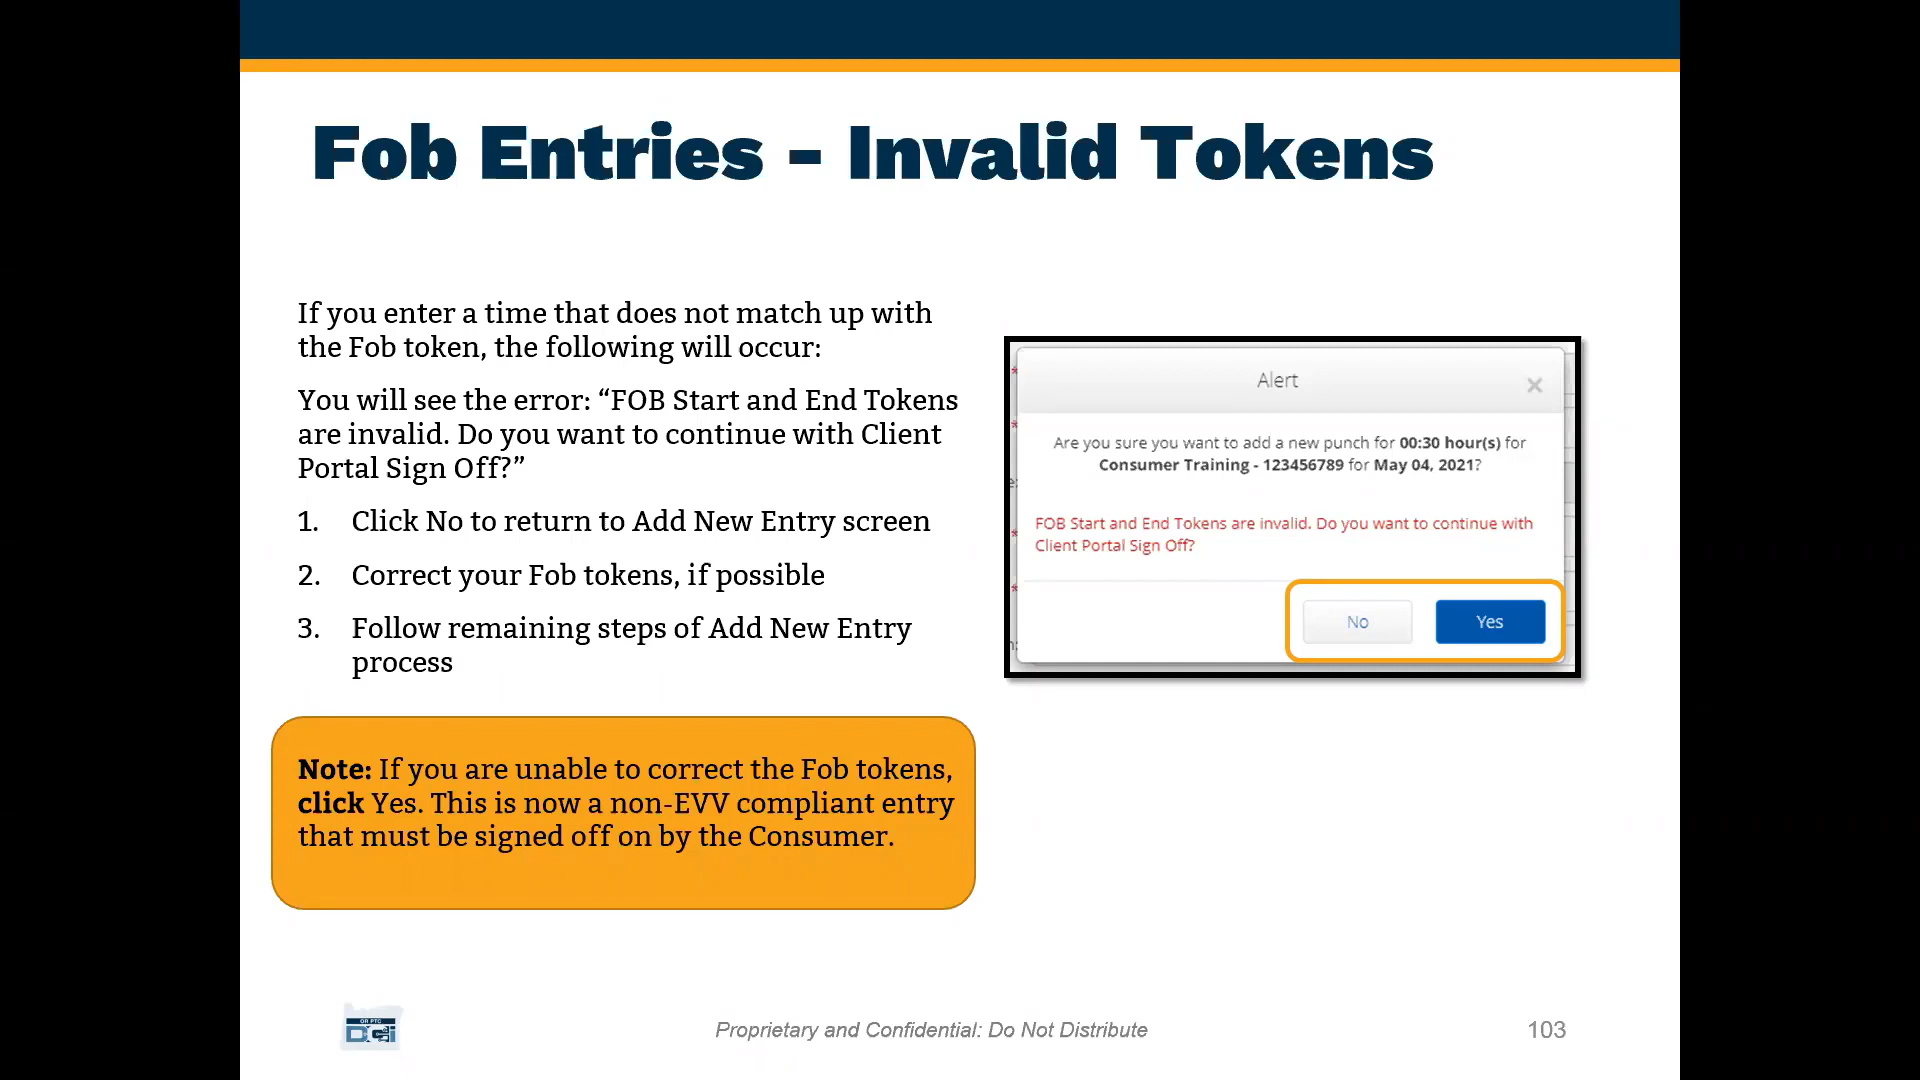 Fob Entries - Invalid Tokens
If you enter a time that does not match up with
the Fob token, the following will occur:
You will see the error: “FOB Start and End Tokens
are invalid. Do you want to continue with Client
Portal Sign Off?”
1. Click No to return to Add New Entry screen
2. Correct your Fob tokens, if possible
3. Follow remaining steps of Add New Entry
process
Note: If you are unable to correct the Fob tokens,
click Yes. This is now a non-EVV compliant entry
that must be signed off on by the Consumer.
Alert
Are you sure you want to add a new punch for 00:30 hour(s) for
Consumer Training - 123456789 for May 04, 2021?
FOB Start and End Tokens are invalid. Do you want to continue with
Client Portal Sign Off?
No
Yes
OR PTC
DCi
Proprietary and Confidential: Do Not Distribute
103